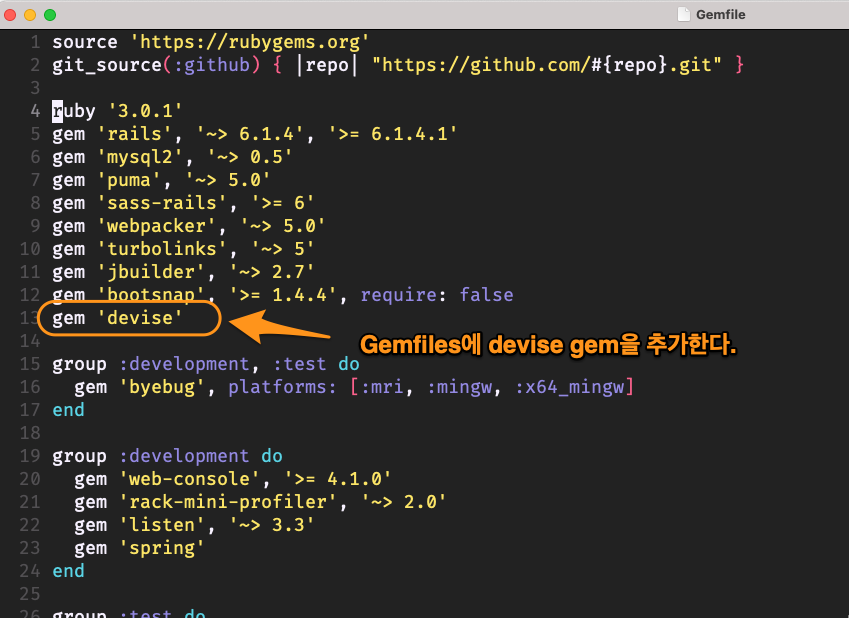 Gemfile
1 source 'https://rubygems.org'
2 git_source(:github) { |repo| "https://github.com/#{repo}.git" }
3
4 ruby '3.0.1'
5 gem 'rails', '~> 6.1.4', '>= 6.1.4.1'
6 gem 'mysql2', '~> 0.5'
7 gem 'puma', '~> 5.0'
8 gem 'sass-rails', '>= 6'
9 gem 'webpacker', '~> 5.0'
10 gem 'turbolinks', '~> 5'
11 gem 'jbuilder', '~> 2.7'
12 gem 'bootsnap', '>= 1.4.4', require: false
13 gem 'devise'
Gemfiles에 devise gem을 추가한다.
14
15 group :development, :test do
16   gem 'byebug', platforms: [:mri, :mingw, :x64_mingw]
17 end
18
19 group :development do
20   gem 'web-console', '>= 4.1.0'
21   gem 'rack-mini-profiler', '~> 2.0'
22   gem 'listen', '~> 3.3'
23   gem 'spring'
24 end
25
26 group :test do